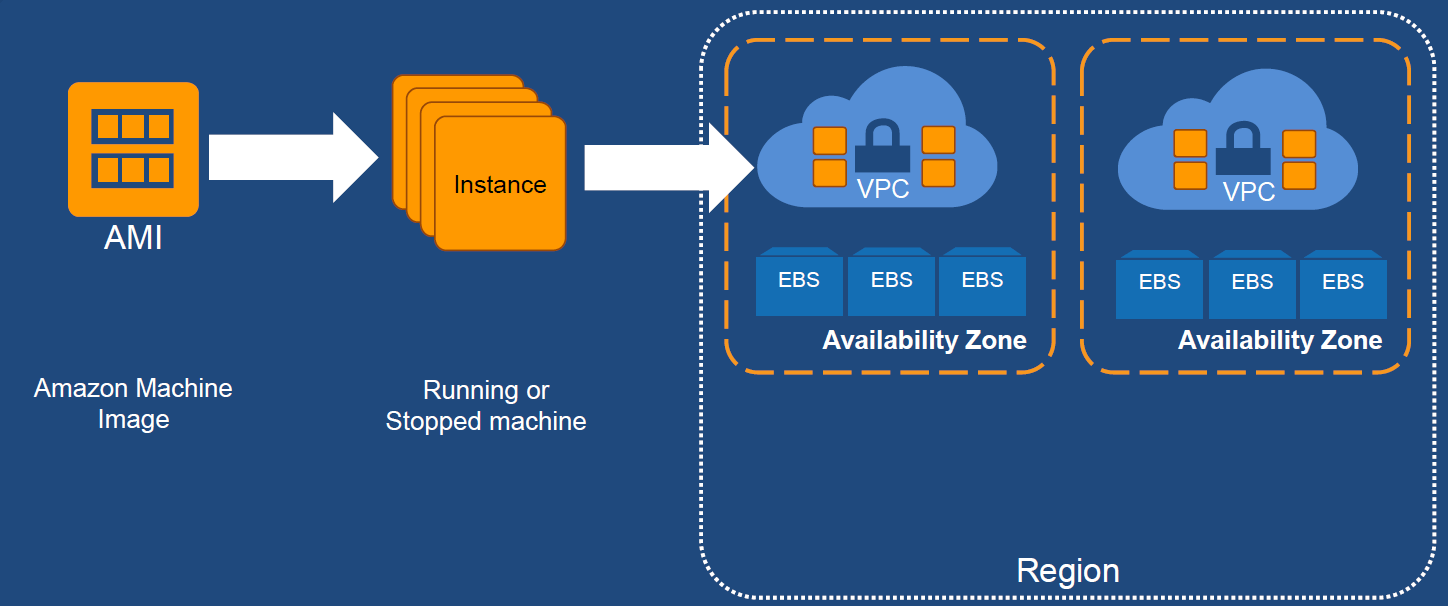 AMI
Amazon Machine
Image
Instance
Running or
Stopped machine
VPC
EBS EBS EBS
Availability Zone
VPC
EBS EBS EBS
Availability Zone
Region